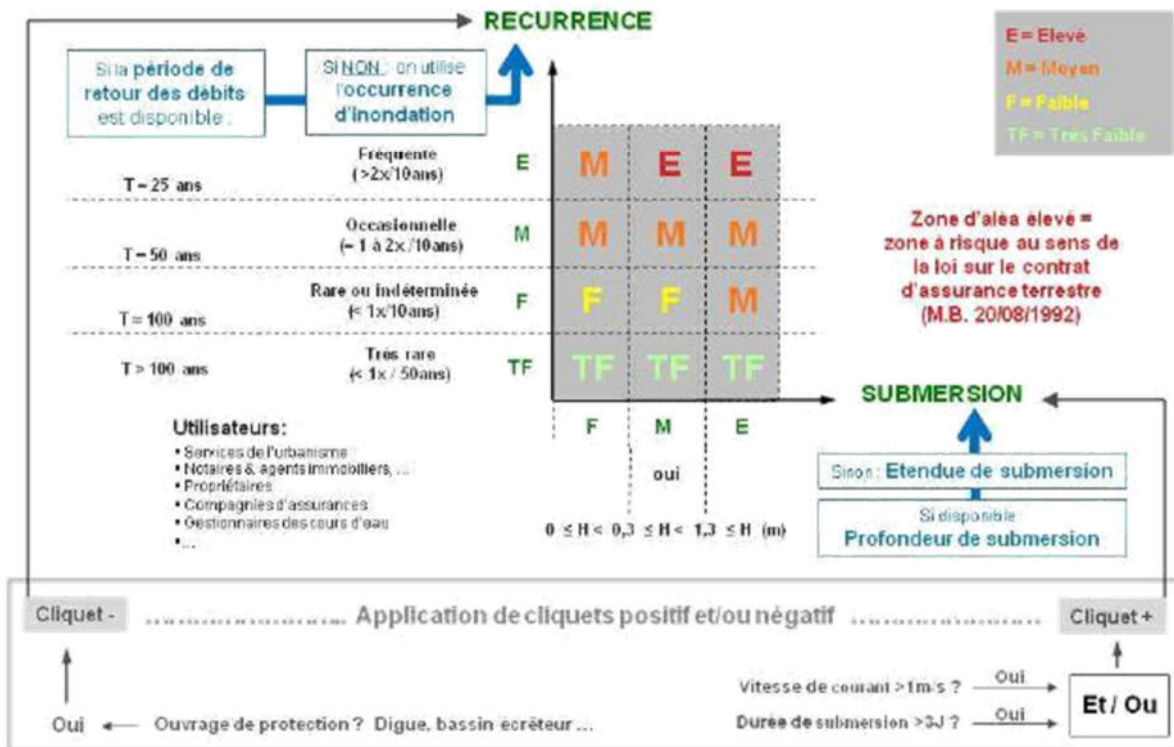 RECURRENCE
Si la période de
retour des débits
est disponible :
Si NON : on utilise
l'occurrence
d'inondation
E = Elevé
M = Moyen
F = Faible
TF = Très Faible
T = 25 ans
Fréquente
(>2x/10ans)
E
M E E
T = 50 ans
Occasionnelle
(= 1 à 2x /10ans)
M
M M M
T = 100 ans
Rare ou indéterminée
(< 1x/10ans)
F
F F M
T > 100 ans
Très rare
(< 1x / 50ans)
TF
TF TF TF
Zone d'aléa élevé =
zone à risque au sens de
la loi sur le contrat
d'assurance terrestre
(M.B. 20/08/1992)
SUBMERSION
F M E
oui
0 ≤ H < 0,3 ≤ H < 1,3 ≤ H (m)
Sinon : Etendue de submersion
Si disponible
Profondeur de submersion
Utilisateurs:
▪ Services de l'urbanisme
▪ Notaires & agents immobiliers, ...
▪ Propriétaires
▪ Compagnies d'assurances
▪ Gestionnaires des cours d'eau
▪ ...
Cliquet - ........................ Application de cliquets positif et/ou négatif ........................ Cliquet +
Oui
Ouvrage de protection ? Digue, bassin écrêteur ...
Vitesse de courant >1m/s ? Oui
Durée de submersion >3J ? Oui
Et / Ou